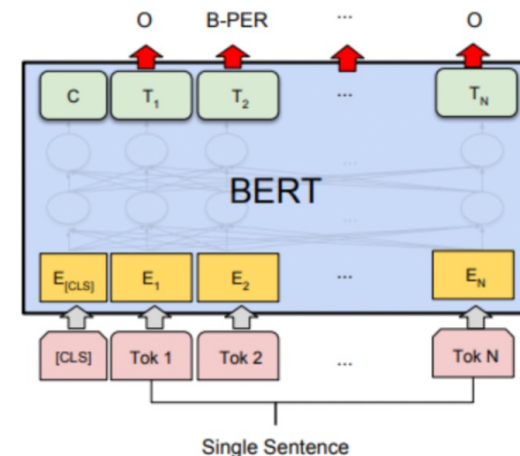 O B-PER ... O
C T1 T2 ... TN
...
BERT
...
E[CLS] E1 E2 ... EN
[CLS] Tok 1 Tok 2 ... Tok N
Single Sentence